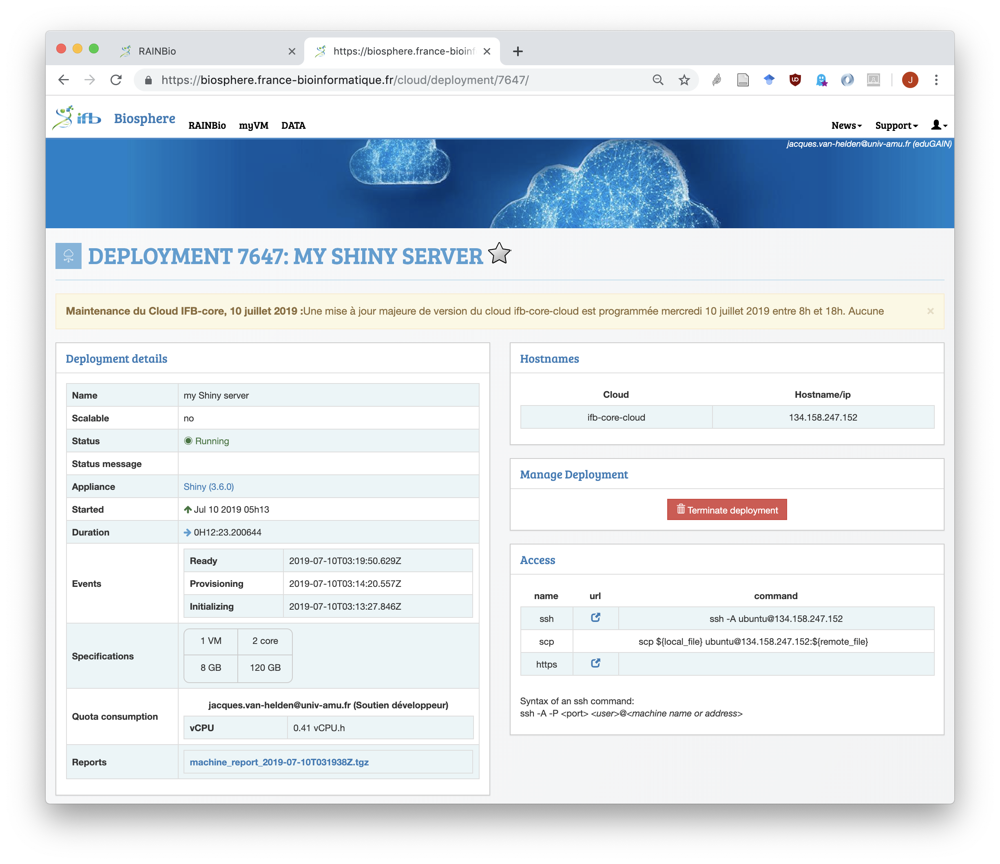 RAINBio
https://biosphere.france-bioinf
https://biosphere.france-bioinformatique.fr/cloud/deployment/7647/
J
ifb Biosphere RAINBio myVM DATA News Support
jacques.van-helden@univ-amu.fr (eduGAIN)
DEPLOYMENT 7647: MY SHINY SERVER
Maintenance du Cloud IFB-core, 10 juillet 2019 :Une mise à jour majeure de version du cloud ifb-core-cloud est programmée mercredi 10 juillet 2019 entre 8h et 18h. Aucune
Deployment details
Name my Shiny server
Scalable no
Status Running
Status message
Appliance Shiny (3.6.0)
Started Jul 10 2019 05h13
Duration 0H12:23.200644
Events
Ready 2019-07-10T03:19:50.629Z
Provisioning 2019-07-10T03:14:20.557Z
Initializing 2019-07-10T03:13:27.846Z
Specifications
1 VM 2 core
8 GB 120 GB
Quota consumption
jacques.van-helden@univ-amu.fr (Soutien développeur)
vCPU 0.41 vCPU.h
Reports machine_report_2019-07-10T031938Z.tgz
Hostnames
Cloud Hostname/ip
ifb-core-cloud 134.158.247.152
Manage Deployment
Terminate deployment
Access
name url command
ssh ssh -A ubuntu@134.158.247.152
scp scp ${local_file} ubuntu@134.158.247.152:${remote_file}
https
Syntax of an ssh command:
ssh -A -P <port> <user>@<machine name or address>